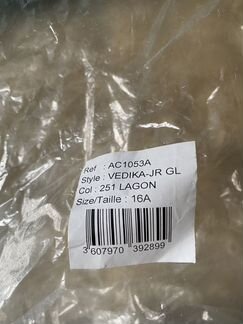 Ref : AC1053A
Style : VEDIKA-JR GL
Col : 251 LAGON
Size/Taille : 16A
3 607970 392899